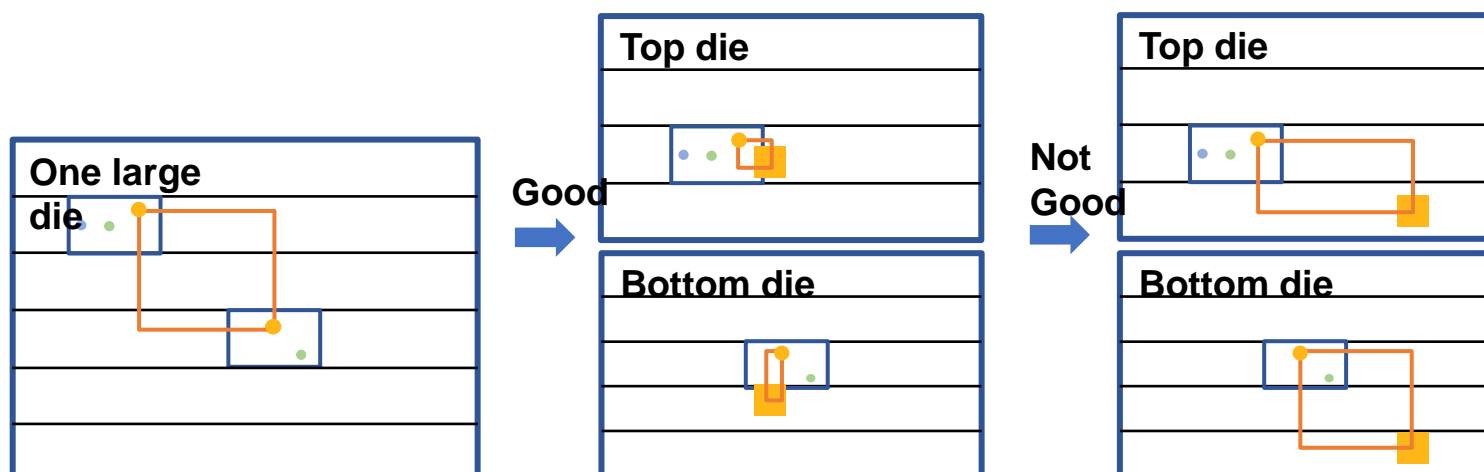 One large
die
Good
Top die
Bottom die
Not
Good
Top die
Bottom die